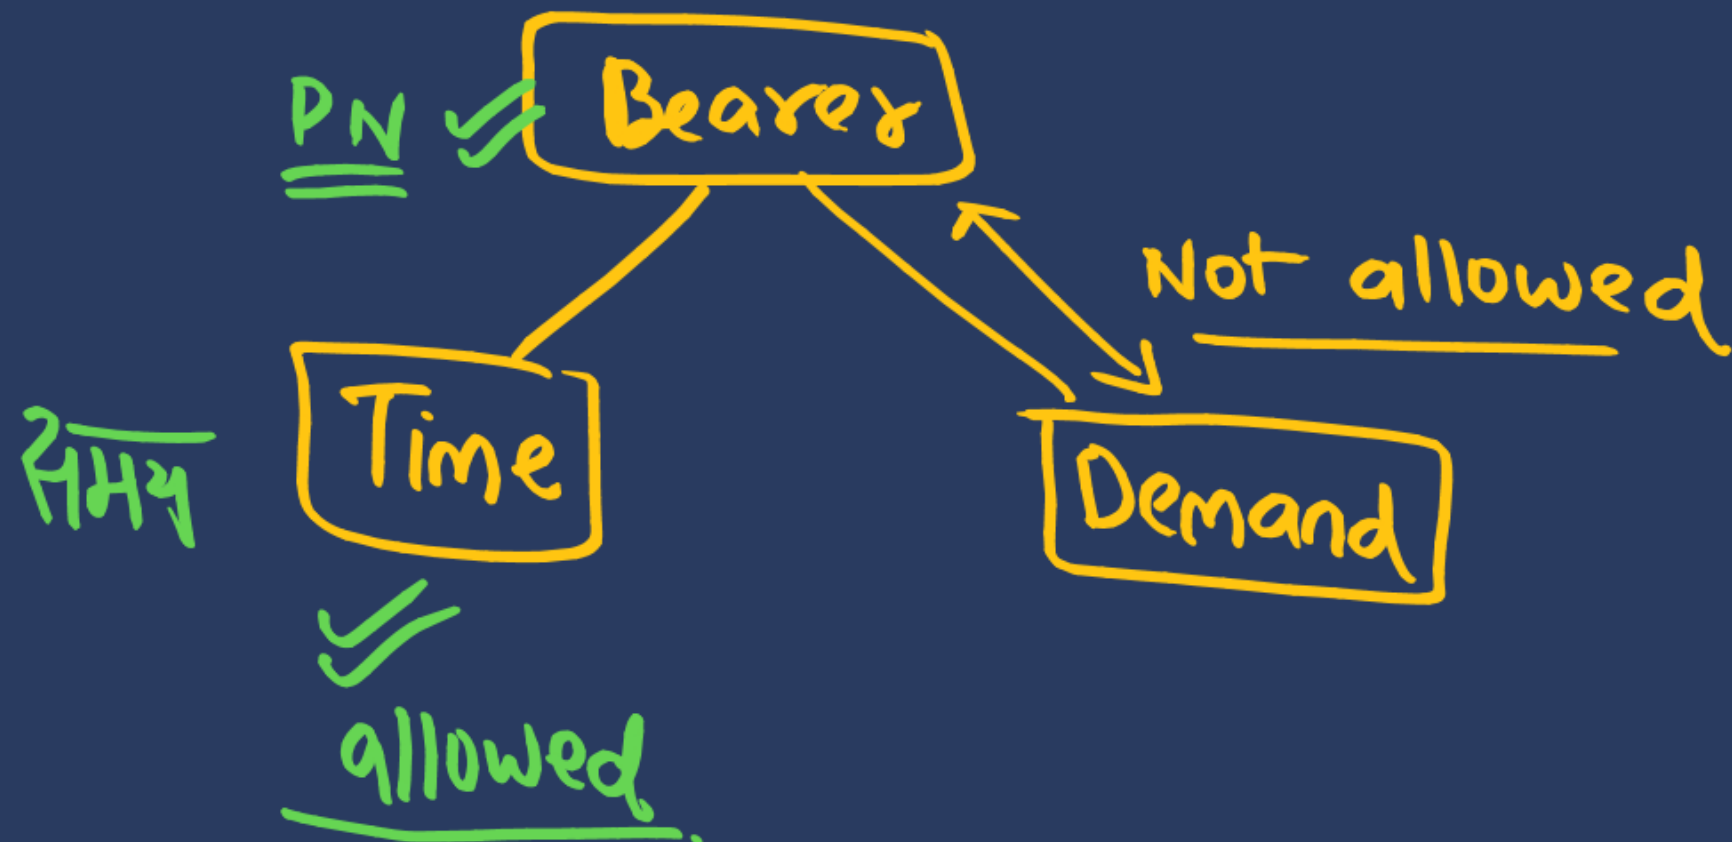 PN Bearer
Not allowed
समय Time
Demand
allowed